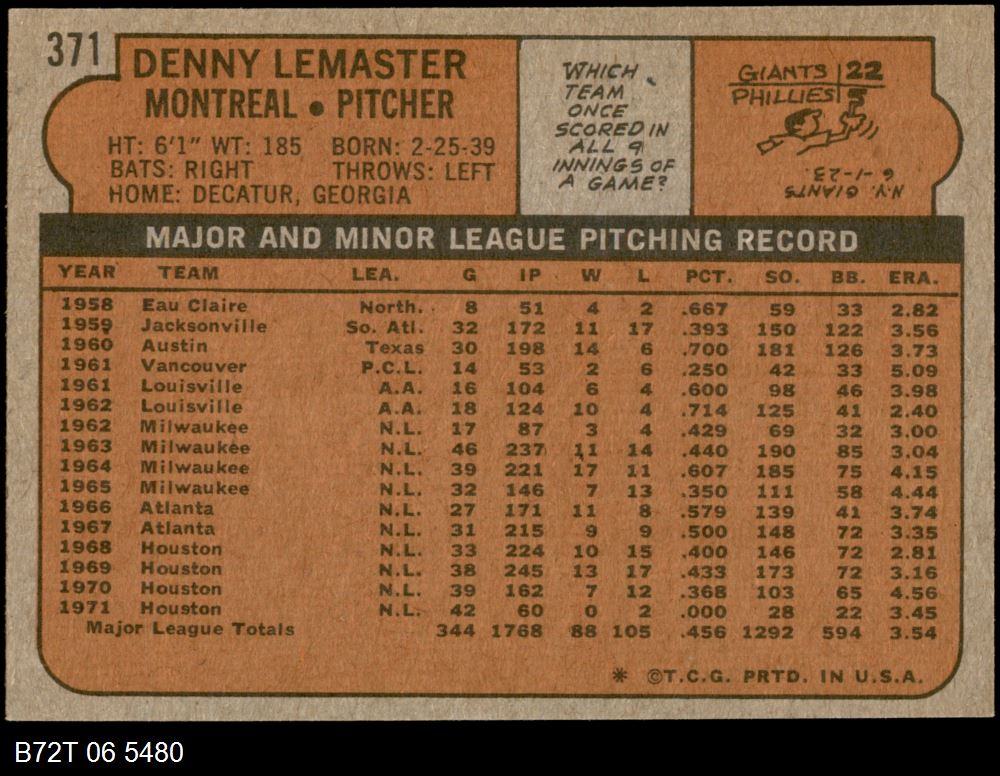 371
DENNY LEMASTER
MONTREAL • PITCHER
HT: 6'1" WT: 185 BORN: 2-25-39
BATS: RIGHT THROWS: LEFT
HOME: DECATUR, GEORGIA
WHICH
TEAM
ONCE
SCORED IN
ALL 9
INNINGS OF
A GAME?
GIANTS 22
PHILLIES 8
N.Y. GIANTS
6-1-23.
MAJOR AND MINOR LEAGUE PITCHING RECORD
YEAR TEAM LEA. G IP W L PCT. SO. BB. ERA.
1958 Eau Claire North. 8 51 4 2 .667 59 33 2.82
1959 Jacksonville So. Atl. 32 172 11 17 .393 150 122 3.56
1960 Austin Texas 30 198 14 6 .700 181 126 3.73
1961 Vancouver P.C.L. 14 53 2 6 .250 42 33 5.09
1961 Louisville A.A. 16 104 6 4 .600 98 46 3.98
1962 Louisville A.A. 18 124 10 4 .714 125 41 2.40
1962 Milwaukee N.L. 17 87 3 4 .429 69 32 3.00
1963 Milwaukee N.L. 46 237 11 14 .440 190 85 3.04
1964 Milwaukee N.L. 39 221 17 11 .607 185 75 4.15
1965 Milwaukee N.L. 32 146 7 13 .350 111 58 4.44
1966 Atlanta N.L. 27 171 11 8 .579 139 41 3.74
1967 Atlanta N.L. 31 215 9 9 .500 148 72 3.35
1968 Houston N.L. 33 224 10 15 .400 146 72 2.81
1969 Houston N.L. 38 245 13 17 .433 173 72 3.16
1970 Houston N.L. 39 162 7 12 .368 103 65 4.56
1971 Houston N.L. 42 60 0 2 .000 28 22 3.45
Major League Totals 344 1768 88 105 .456 1292 594 3.54
* ©T.C.G. PRTD. IN U.S.A.
B72T 06 5480